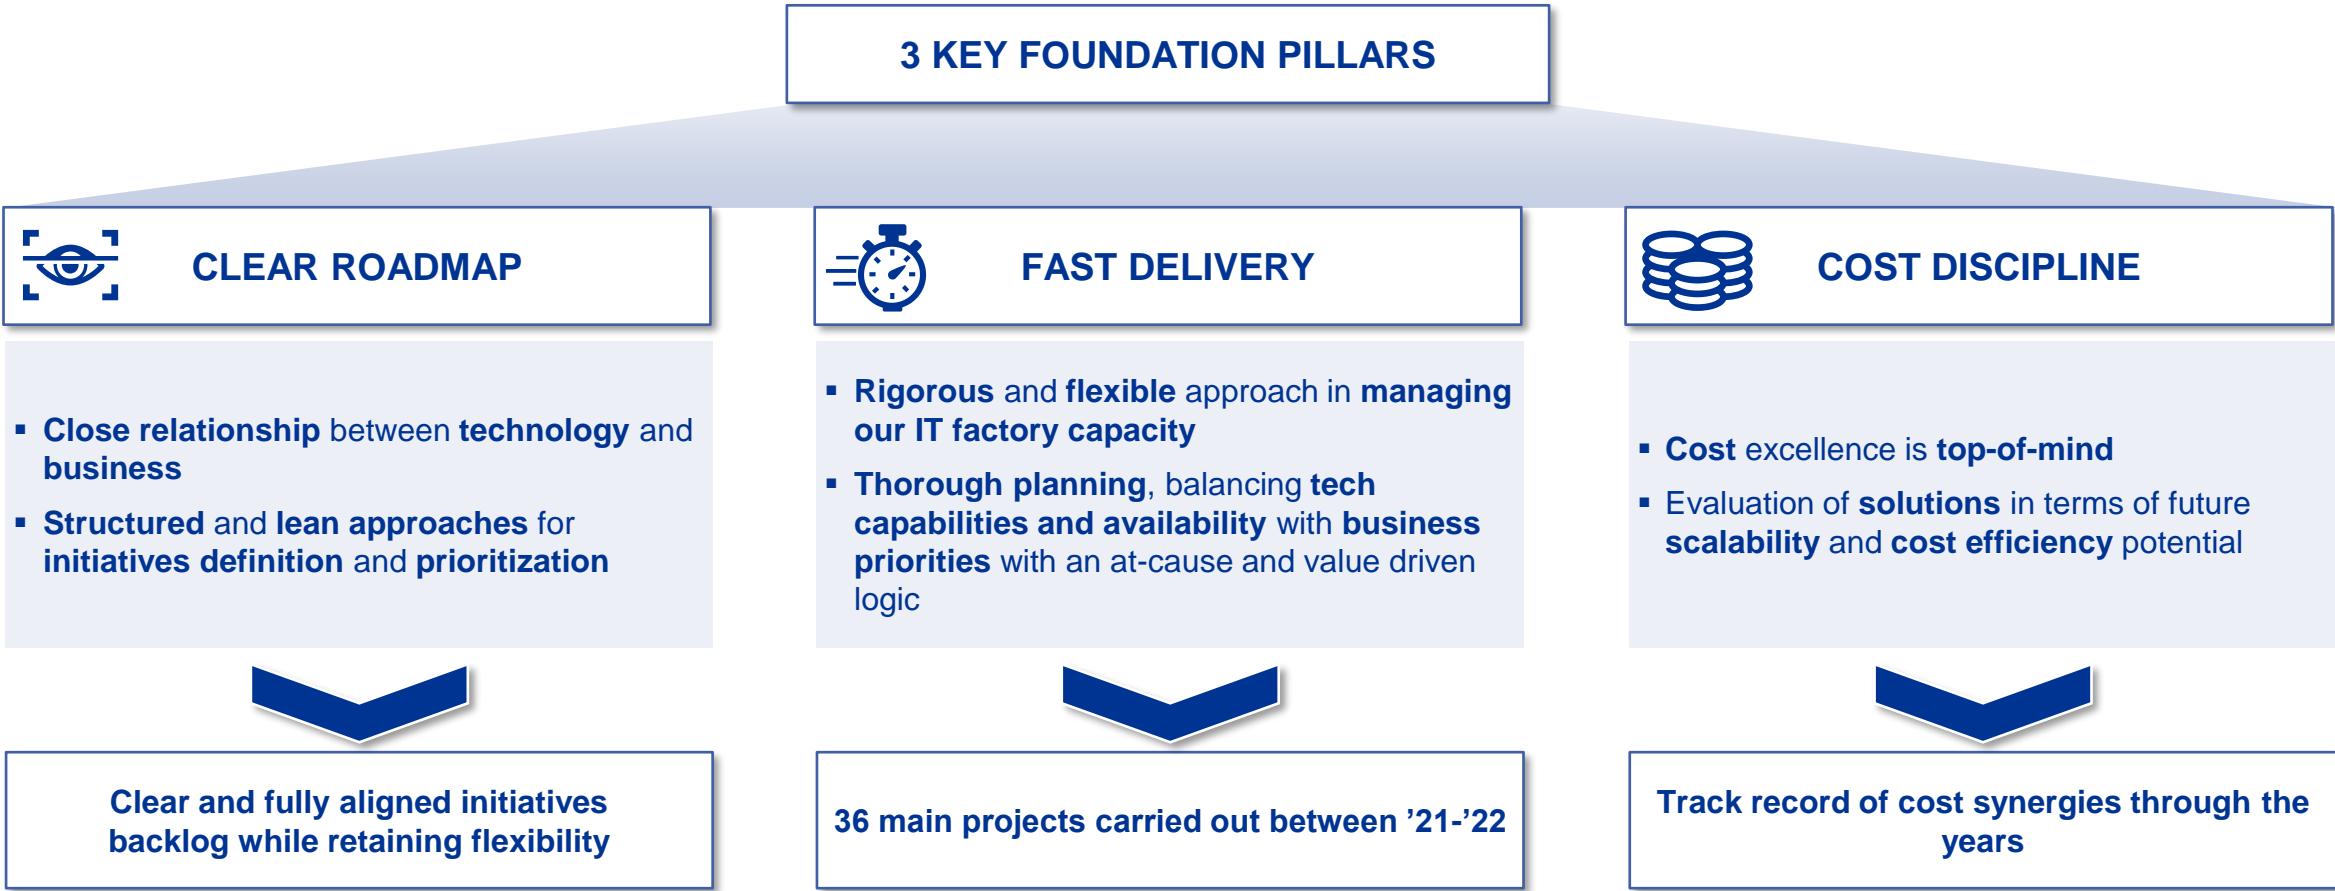 3 KEY FOUNDATION PILLARS
CLEAR ROADMAP
▪ Close relationship between technology and
business
▪ Structured and lean approaches for
initiatives definition and prioritization
Clear and fully aligned initiatives
backlog while retaining flexibility
FAST DELIVERY
▪ Rigorous and flexible approach in managing
our IT factory capacity
▪ Thorough planning, balancing tech
capabilities and availability with business
priorities with an at-cause and value driven
logic
36 main projects carried out between ’21-’22
COST DISCIPLINE
▪ Cost excellence is top-of-mind
▪ Evaluation of solutions in terms of future
scalability and cost efficiency potential
Track record of cost synergies through the
years